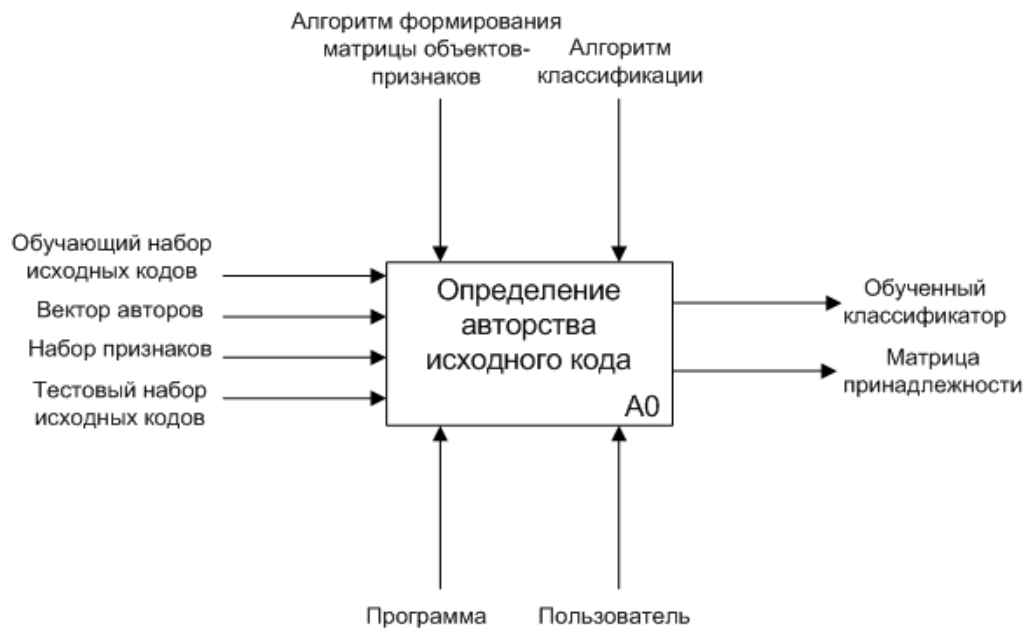 Алгоритм формирования
матрицы объектов-
признаков
Алгоритм
классификации
Обучающий набор
исходных кодов
Вектор авторов
Набор признаков
Тестовый набор
исходных кодов
Определение
авторства
исходного кода
А0
Обученный
классификатор
Матрица
принадлежности
Программа
Пользователь